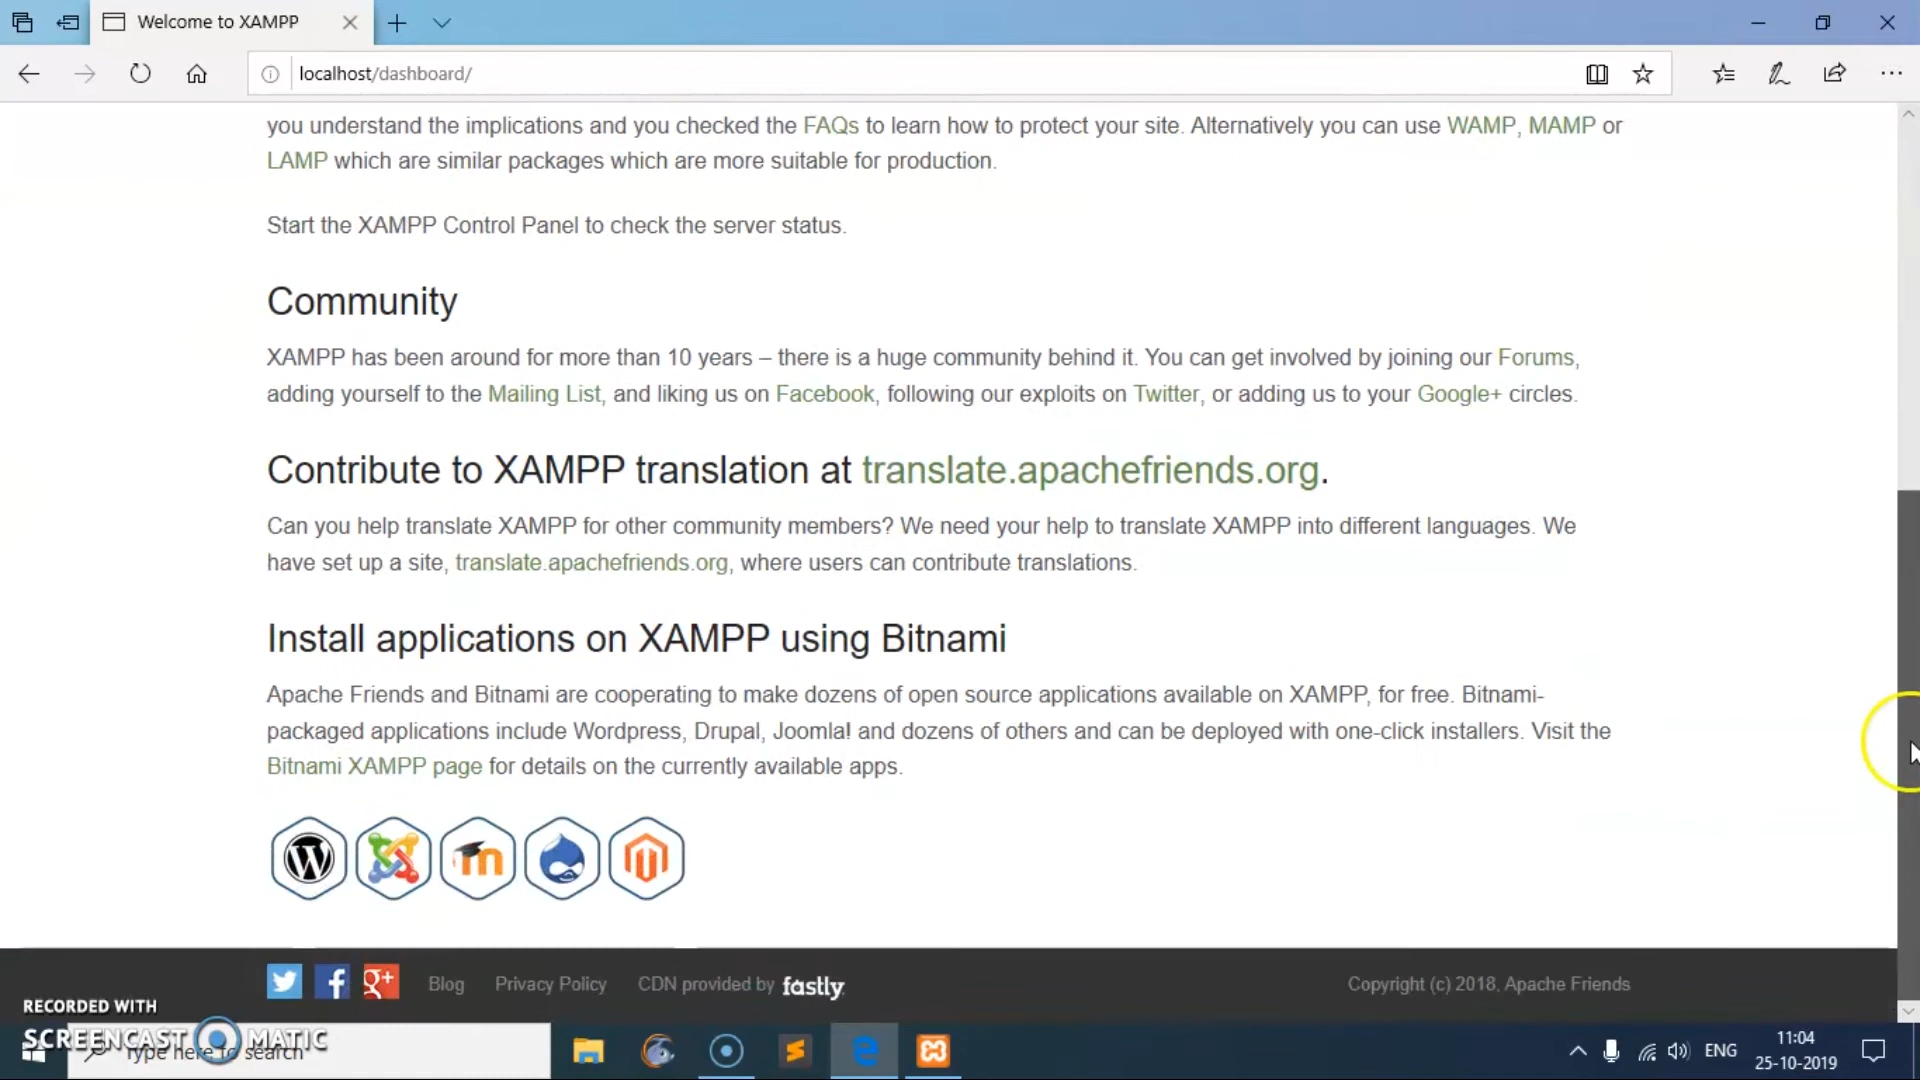 Welcome to XAMPP
localhost/dashboard/
you understand the implications and you checked the FAQs to learn how to protect your site. Alternatively you can use WAMP, MAMP or
LAMP which are similar packages which are more suitable for production.
Start the XAMPP Control Panel to check the server status.
Community
XAMPP has been around for more than 10 years – there is a huge community behind it. You can get involved by joining our Forums,
adding yourself to the Mailing List, and liking us on Facebook, following our exploits on Twitter, or adding us to your Google+ circles.
Contribute to XAMPP translation at translate.apachefriends.org.
Can you help translate XAMPP for other community members? We need your help to translate XAMPP into different languages. We
have set up a site, translate.apachefriends.org, where users can contribute translations.
Install applications on XAMPP using Bitnami
Apache Friends and Bitnami are cooperating to make dozens of open source applications available on XAMPP, for free. Bitnami-
packaged applications include Wordpress, Drupal, Joomla! and dozens of others and can be deployed with one-click installers. Visit the
Bitnami XAMPP page for details on the currently available apps.
Blog Privacy Policy CDN provided by fastly
Copyright (c) 2018, Apache Friends
RECORDED WITH
SCREENCAST MATIC
Type here to search
ENG
11:04
25-10-2019